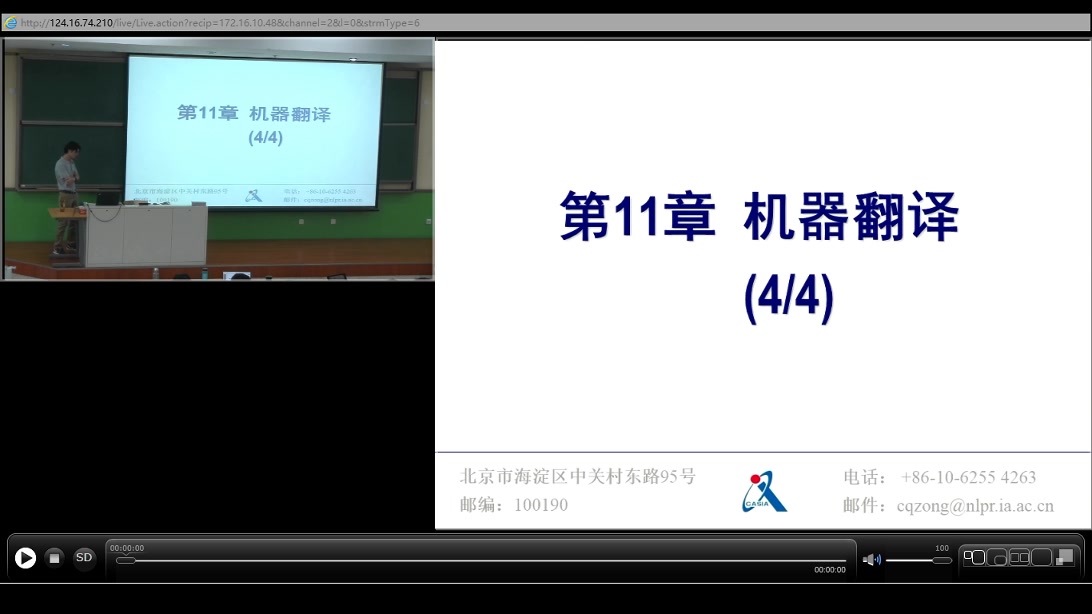 http://124.16.74.210/live/Live.action?recip=172.16.10.48&channel=2&l=0&strmType=6
第11章 机器翻译
(4/4)
北京市海淀区中关村东路95号
邮编：100190
电话： +86-10-6255 4263
邮件：cqzong@nlpr.ia.ac.cn
第11章 机器翻译
(4/4)
北京市海淀区中关村东路95号
邮编：100190
CASIA
电话： +86-10-6255 4263
邮件：cqzong@nlpr.ia.ac.cn
SD
00:00:00
00:00:00
100